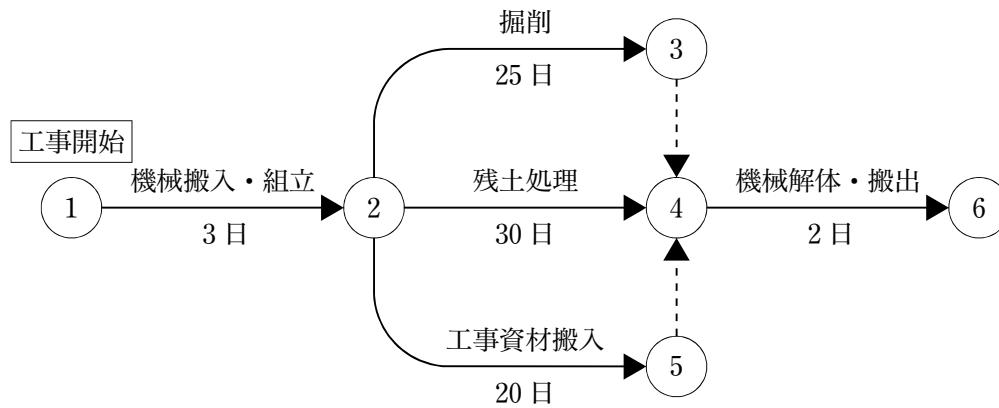 掘削
25 日
3
工事開始
1
機械搬入・組立
3 日
2
残土処理
30 日
4
機械解体・搬出
2 日
6
工事資材搬入
20 日
5